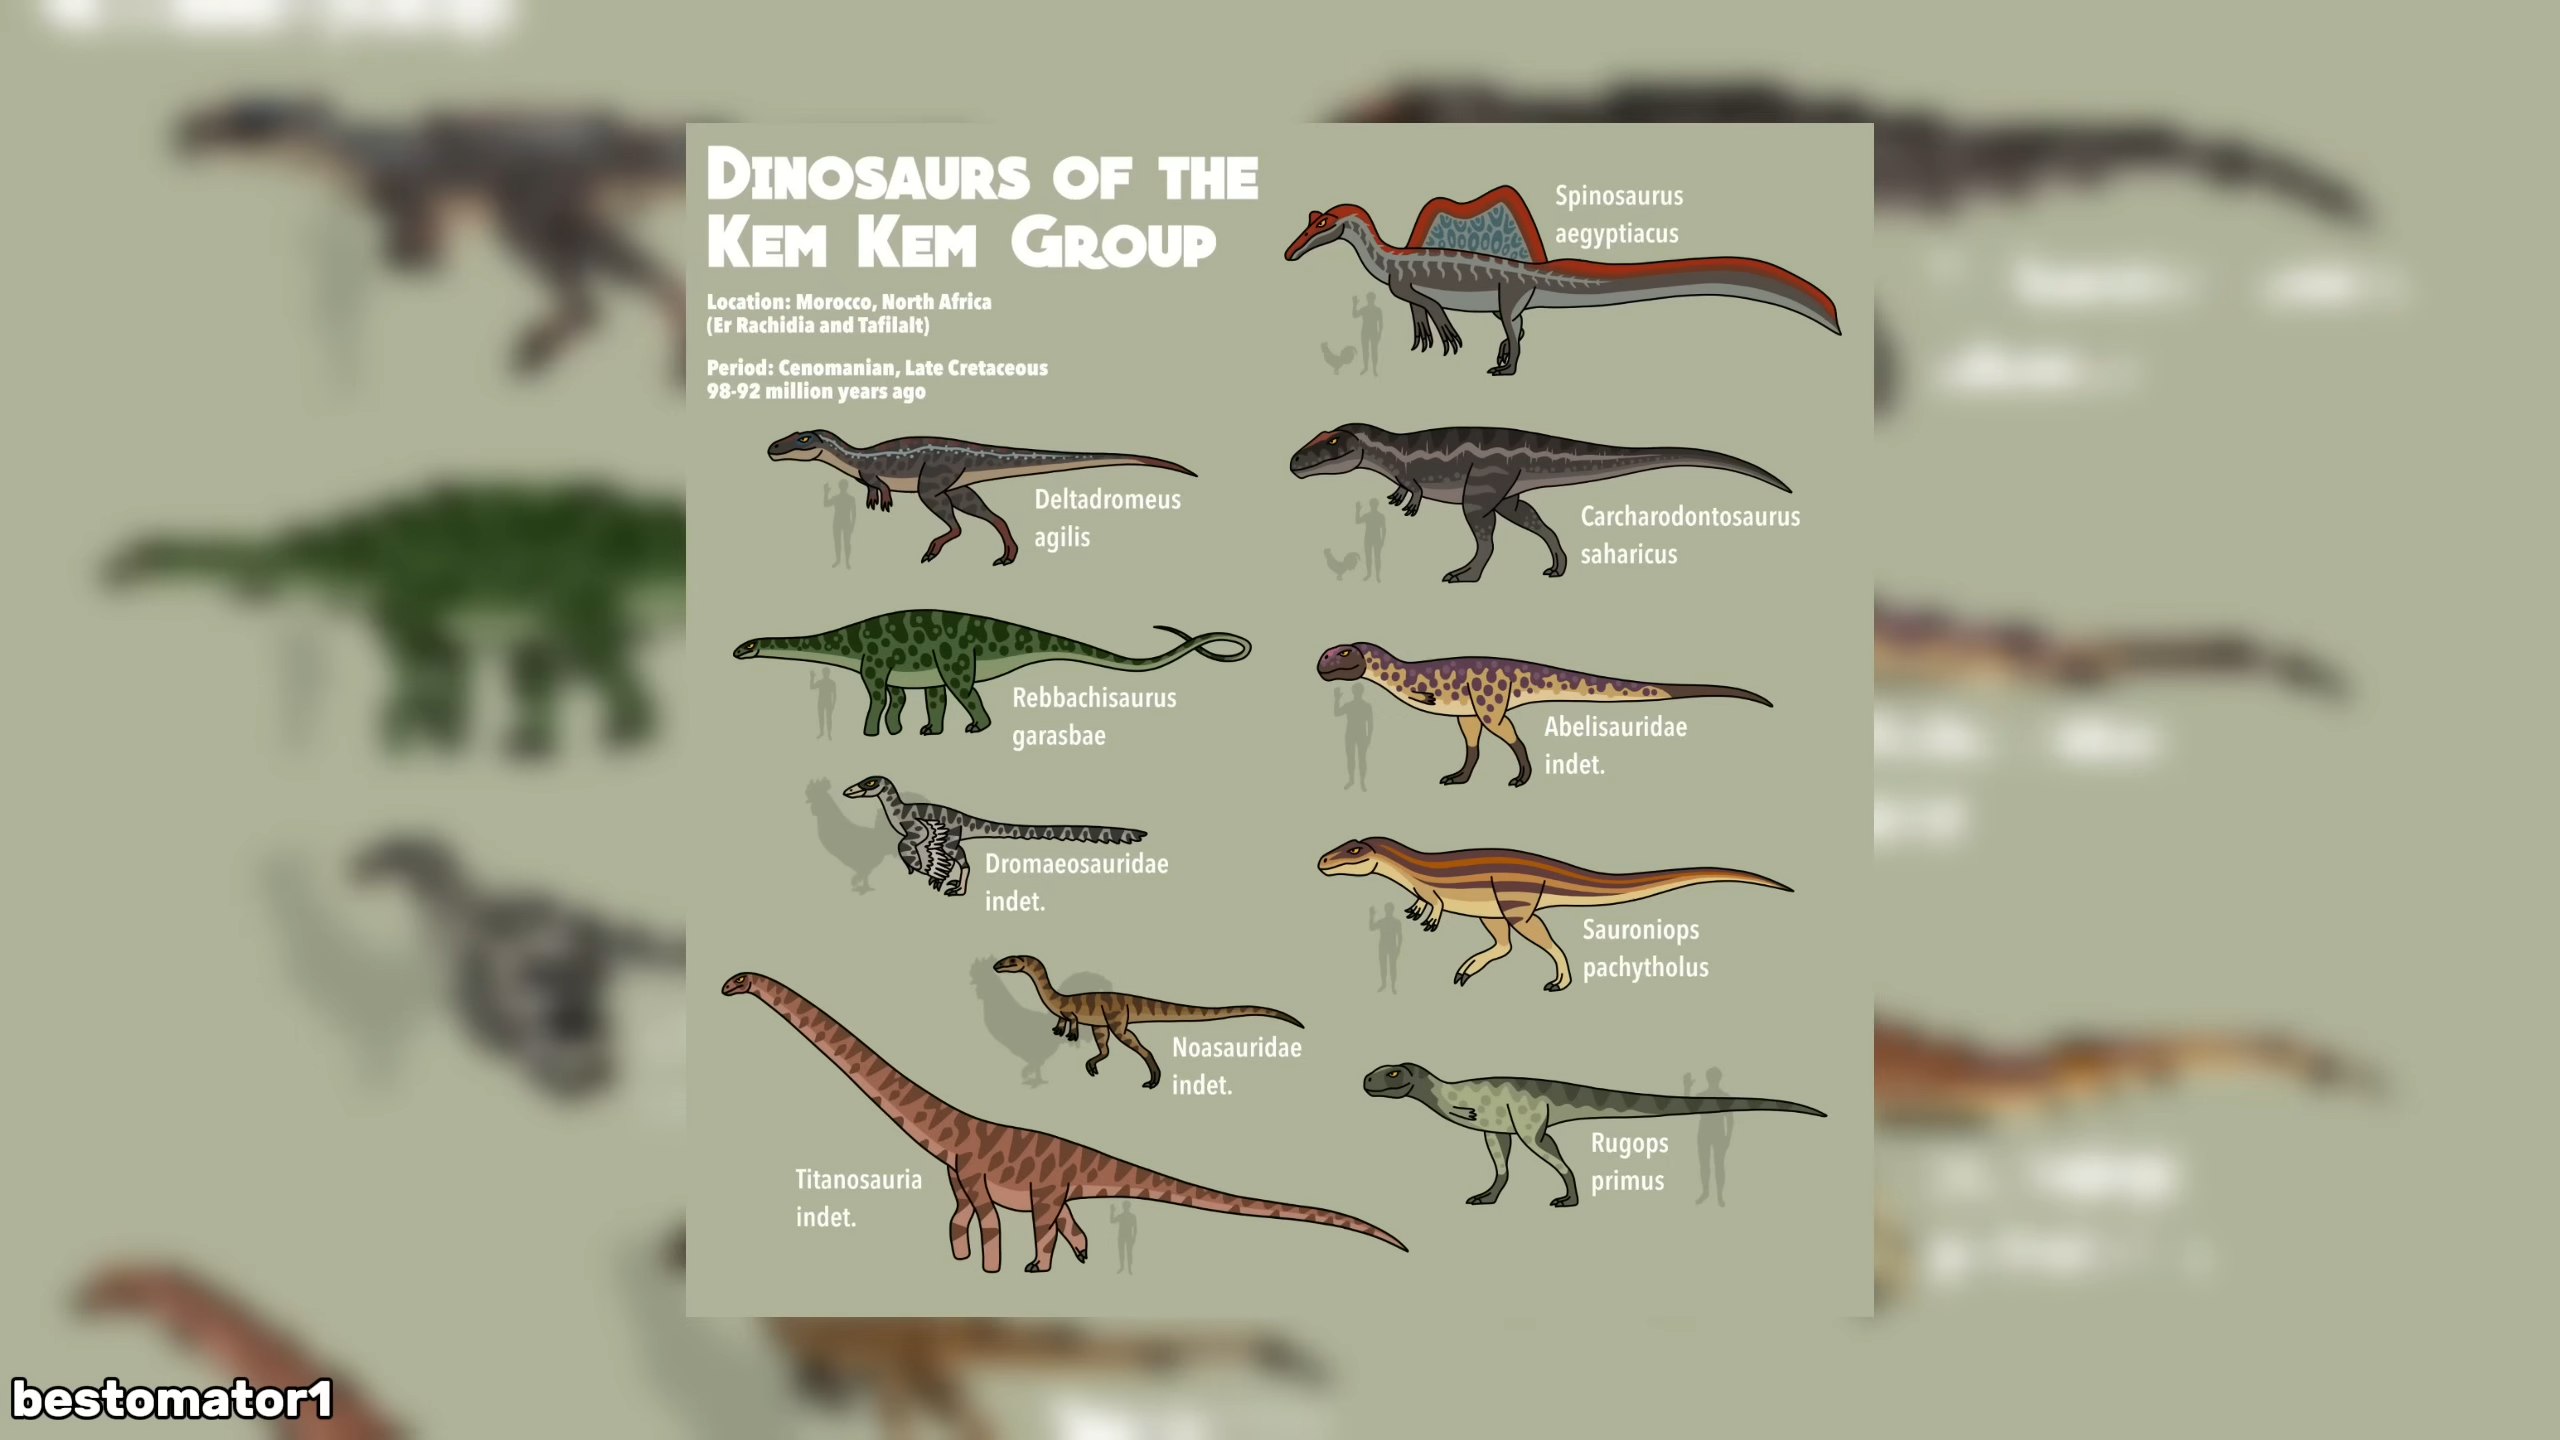 DINOSAURS OF THE
KEM KEM GROUP
Location: Morocco, North Africa
(Er Rachidia and Tafilalt)
Period: Cenomanian, Late Cretaceous
98-92 million years ago
Spinosaurus
aegyptiacus
Deltadromeus
agilis
Carcharodontosaurus
saharicus
Rebbachisaurus
garasbae
Abelisauridae
indet.
Dromaeosauridae
indet.
Sauroniops
pachytholus
Noasauridae
indet.
Rugops
primus
Titanosauria
indet.
bestomator1